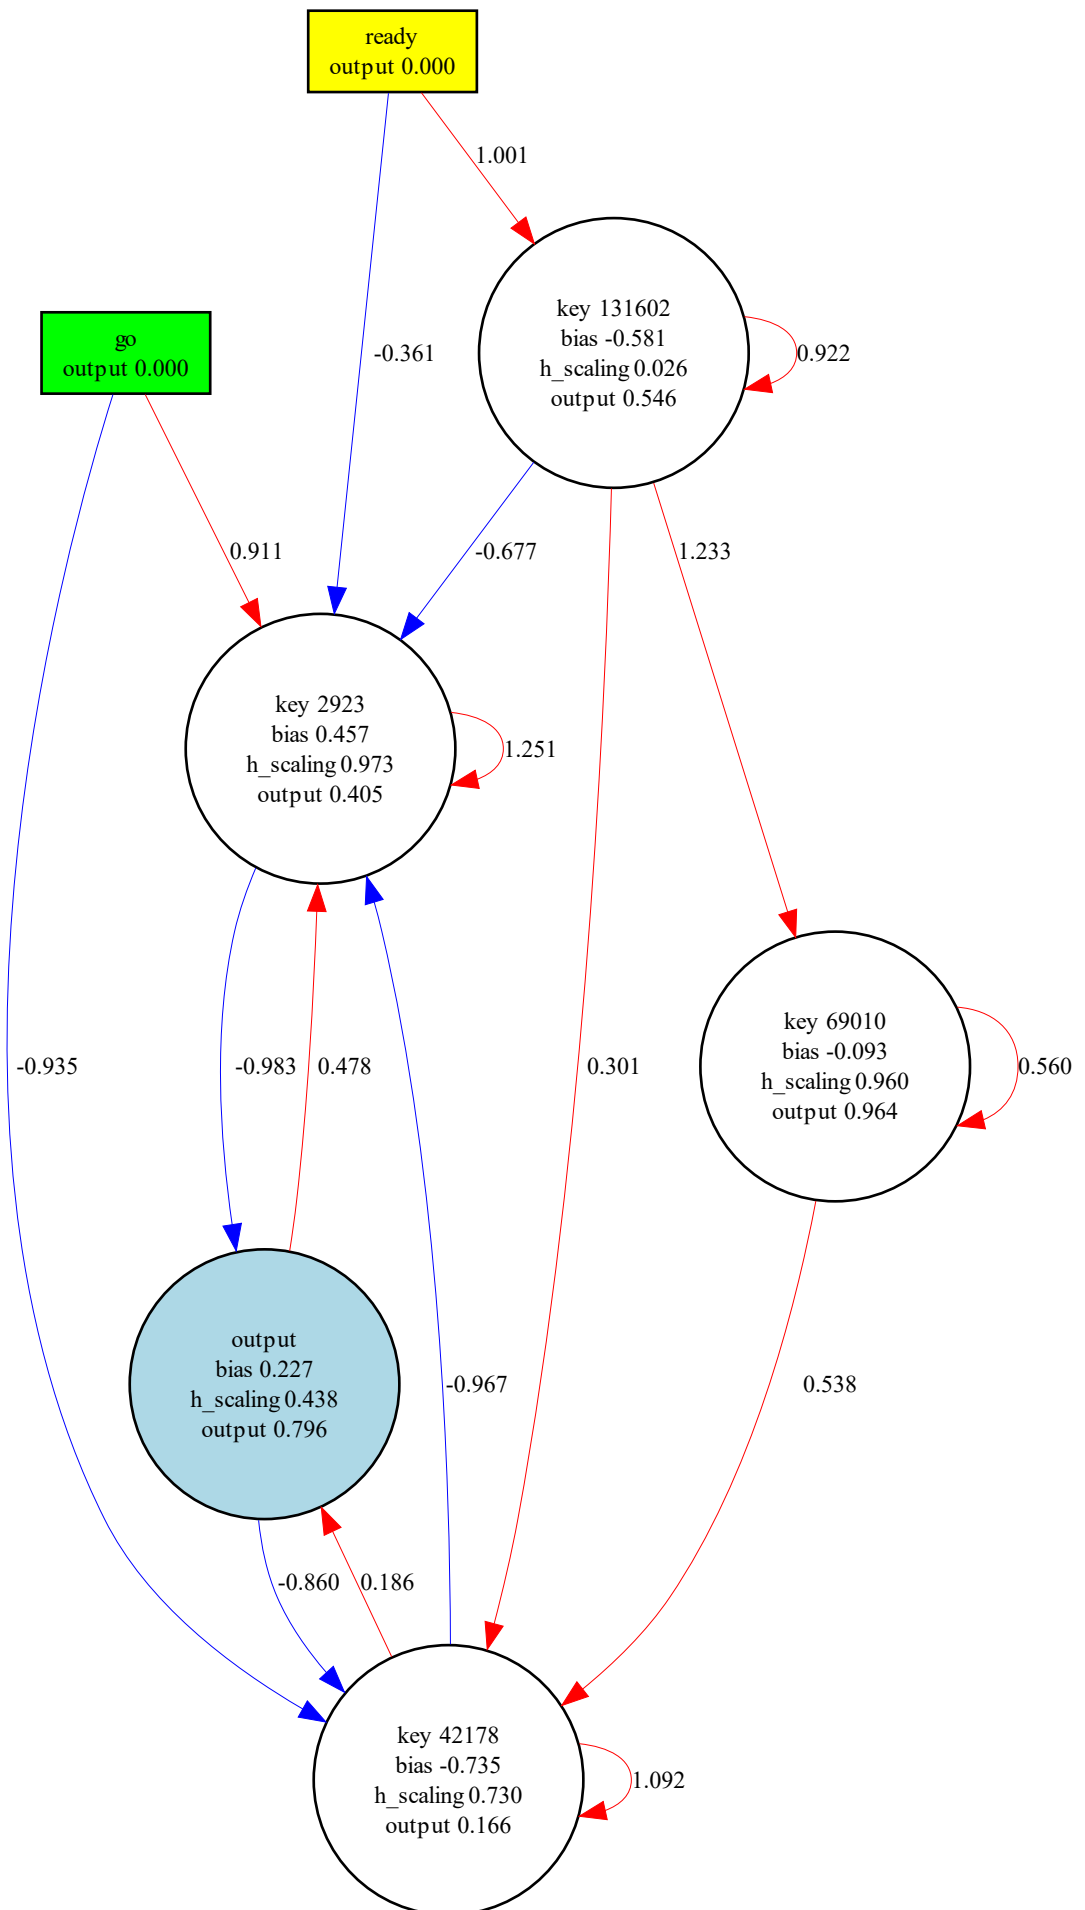 ready
output 0.000
1.001
go
output 0.000
key 131602
bias -0.581
h_scaling 0.026
output 0.546
-0.361
0.922
0.911
-0.677
1.233
key 2923
bias 0.457
h_scaling 0.973
output 0.405
1.251
key 69010
bias -0.093
h_scaling 0.960
output 0.964
-0.935
-0.983
0.478
0.301
0.560
output
bias 0.227
h_scaling 0.438
output 0.796
-0.967
0.538
-0.860
0.186
key 42178
bias -0.735
h_scaling 0.730
output 0.166
1.092